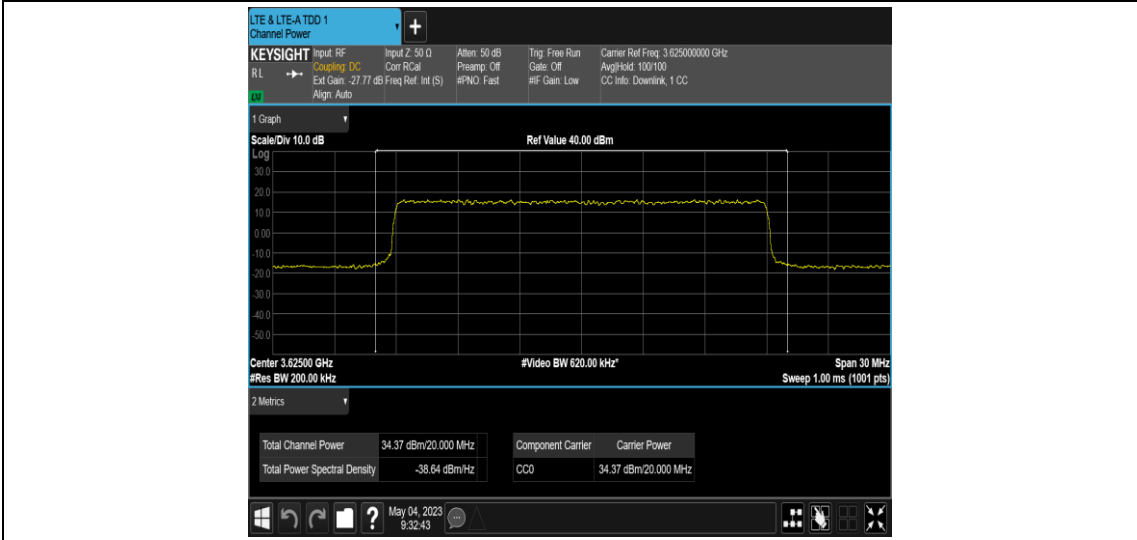 LTE & LTE-A TDD 1
Channel Power
KEYSIGHT
RL
Input: RF
Coupling: DC
Ext Gain: -27.77 dB
Align: Auto
Input Z: 50 Ω
Corr RCal
Freq Ref: Int (S)
Atten: 50 dB
Preamp: Off
#PNO: Fast
Trig: Free Run
Gate: Off
#IF Gain: Low
Carrier Ref Freq: 3.625000000 GHz
Avg|Hold: 100/100
CC Info: Downlink, 1 CC
1 Graph
Scale/Div 10.0 dB
Ref Value 40.00 dBm
Log
30.0
20.0
10.0
0.00
-10.0
-20.0
-30.0
-40.0
-50.0
Center 3.62500 GHz
#Video BW 620.00 kHz*
Span 30 MHz
#Res BW 200.00 kHz
Sweep 1.00 ms (1001 pts)
2 Metrics
Total Channel Power 34.37 dBm/20.000 MHz
Total Power Spectral Density -38.64 dBm/Hz
Component Carrier Carrier Power
CC0 34.37 dBm/20.000 MHz
?
May 04, 2023
9:32:43